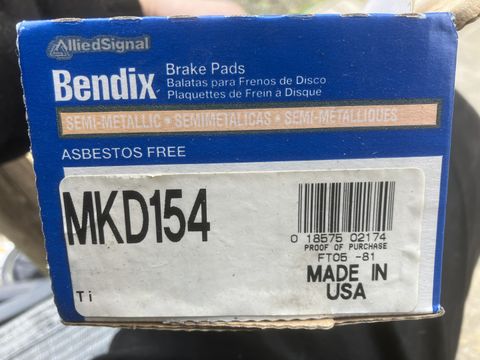 AlliedSignal
Bendix
Brake Pads
Balatas para Frenos de Disco
Plaquettes de Frein à Disque
SEMI-METALLIC • SEMIMETALICAS • SEMI-MÉTALLIQUES
ASBESTOS FREE
MKD154
0 18575 02174
PROOF OF PURCHASE
FT05 -81
MADE IN
USA
Ti